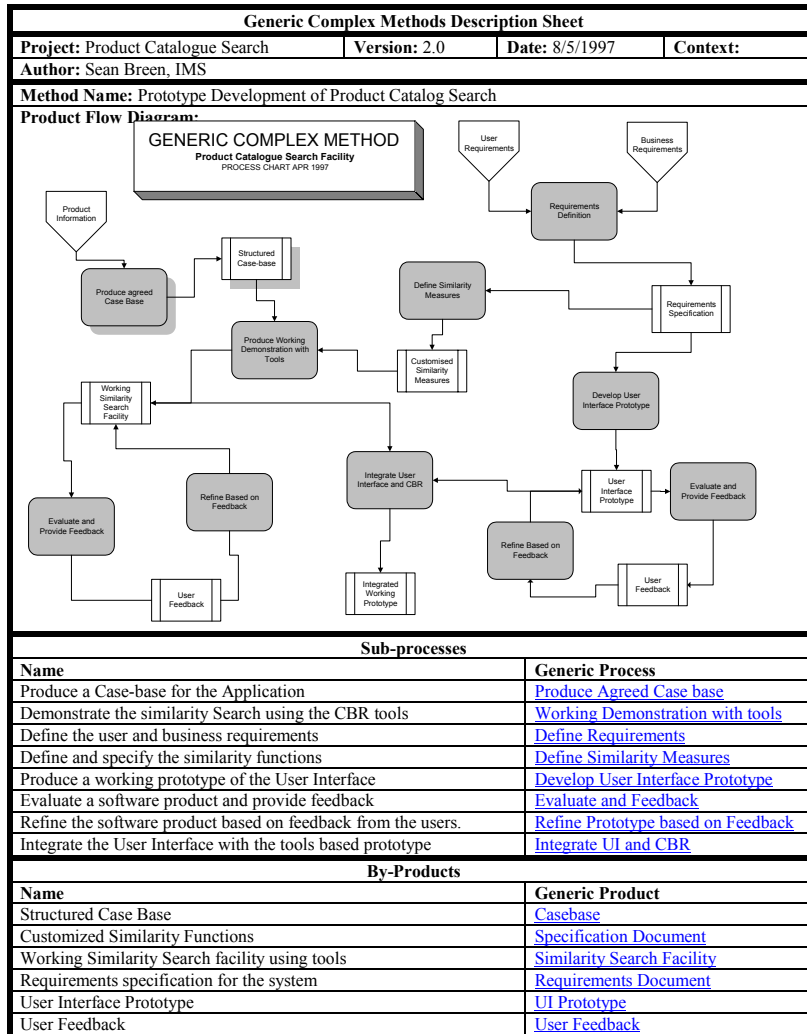 Generic Complex Methods Description Sheet
Project: Product Catalogue Search Version: 2.0 Date: 8/5/1997 Context:
Author: Sean Breen, IMS
Method Name: Prototype Development of Product Catalog Search
Product Flow Diagram:
GENERIC COMPLEX METHOD
Product Catalogue Search Facility
PROCESS CHART APR 1997
User
Requirements
Business
Requirements
Product
Information
Requirements
Definition
Structured
Case-base
Produce agreed
Case Base
Define Similarity
Measures
Requirements
Specification
Produce Working
Demonstration with
Tools
Customised
Similarity
Measures
Working
Similarity
Search
Facility
Develop User
Interface Prototype
Integrate User
Interface and CBR
User
Interface
Prototype
Evaluate and
Provide Feedback
Refine Based on
Feedback
Evaluate and
Provide Feedback
Refine Based on
Feedback
User
Feedback
Integrated
Working
Prototype
User
Feedback
Sub-processes
Name Generic Process
Produce a Case-base for the Application Produce Agreed Case base
Demonstrate the similarity Search using the CBR tools Working Demonstration with tools
Define the user and business requirements Define Requirements
Define and specify the similarity functions Define Similarity Measures
Produce a working prototype of the User Interface Develop User Interface Prototype
Evaluate a software product and provide feedback Evaluate and Feedback
Refine the software product based on feedback from the users. Refine Prototype based on Feedback
Integrate the User Interface with the tools based prototype Integrate UI and CBR
By-Products
Name Generic Product
Structured Case Base Casebase
Customized Similarity Functions Specification Document
Working Similarity Search facility using tools Similarity Search Facility
Requirements specification for the system Requirements Document
User Interface Prototype UI Prototype
User Feedback User Feedback